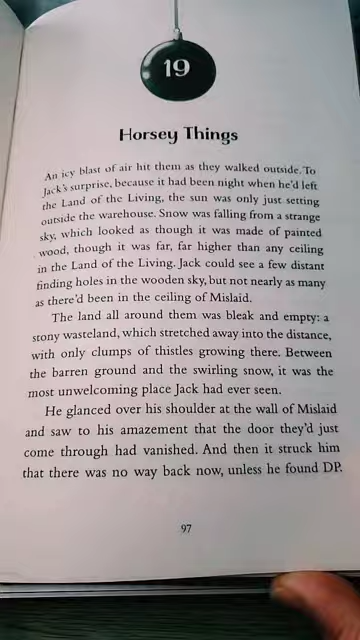 19
Horsey Things
An icy blast of air hit them as they walked outside. To
Jack's surprise, because it had been night when he'd left
the Land of the Living, the sun was only just setting
outside the warehouse. Snow was falling from a strange
sky, which looked as though it was made of painted
wood, though it was far, far higher than any ceiling
in the Land of the Living. Jack could see a few distant
finding holes in the wooden sky, but not nearly as many
as there'd been in the ceiling of Mislaid.
The land all around them was bleak and empty: a
stony wasteland, which stretched away into the distance,
with only clumps of thistles growing there. Between
the barren ground and the swirling snow, it was the
most unwelcoming place Jack had ever seen.
He glanced over his shoulder at the wall of Mislaid
and saw to his amazement that the door they'd just
come through had vanished. And then it struck him
that there was no way back now, unless he found DP.
97